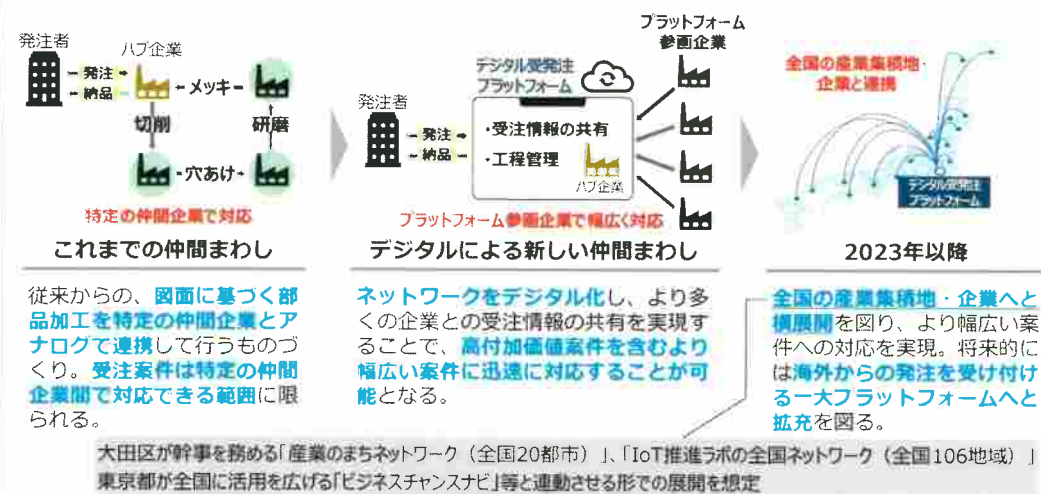 発注者
ハブ企業
発注
納品
メッキ
切削
研磨
穴あけ
特定の仲間企業で対応
これまでの仲間まわし
従来からの、図面に基づく部
品加工を特定の仲間企業とア
ナログで連携して行うものづ
くり。受注案件は特定の仲間
企業間で対応できる範囲に限
られる。
プラットフォーム
参画企業
デジタル受発注
プラットフォーム
発注者
発注
納品
・受注情報の共有
・工程管理
ハブ企業
プラットフォーム参画企業で幅広く対応
デジタルによる新しい仲間まわし
ネットワークをデジタル化し、より多
くの企業との受注情報の共有を実現す
ることで、高付加価値案件を含むより
幅広い案件に迅速に対応することが可
能となる。
全国の産業集積地・
企業と連携
デジタル受発注
プラットフォーム
2023年以降
全国の産業集積地・企業へと
横展開を図り、より幅広い案
件への対応を実現。将来的に
は海外からの発注を受け付け
る一大プラットフォームへと
拡充を図る。
大田区が幹事を務める「産業のまちネットワーク（全国20都市）」、「IoT推進ラボの全国ネットワーク（全国106地域）」
東京都が全国に活用を広げる「ビジネスチャンスナビ」等と連動させる形での展開を想定